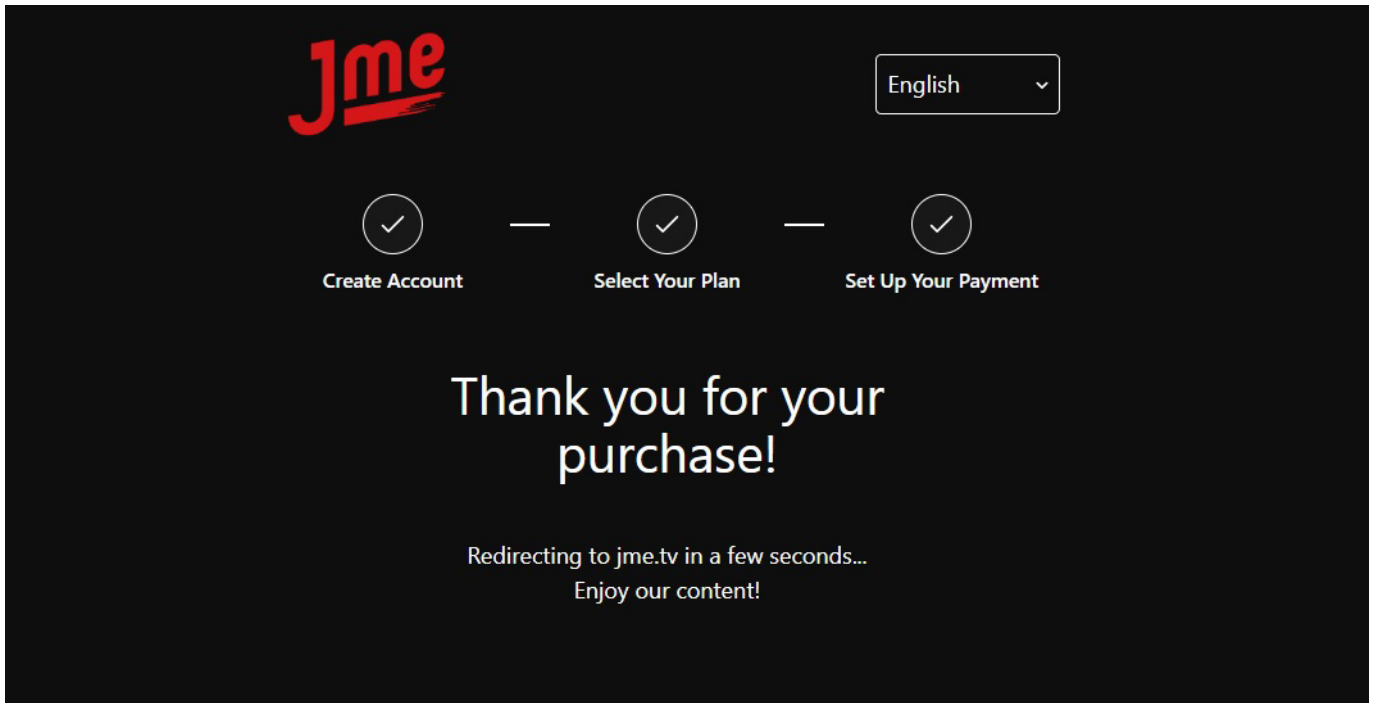 Jme
English
Create Account
Select Your Plan
Set Up Your Payment
Thank you for your
purchase!
Redirecting to jme.tv in a few seconds...
Enjoy our content!